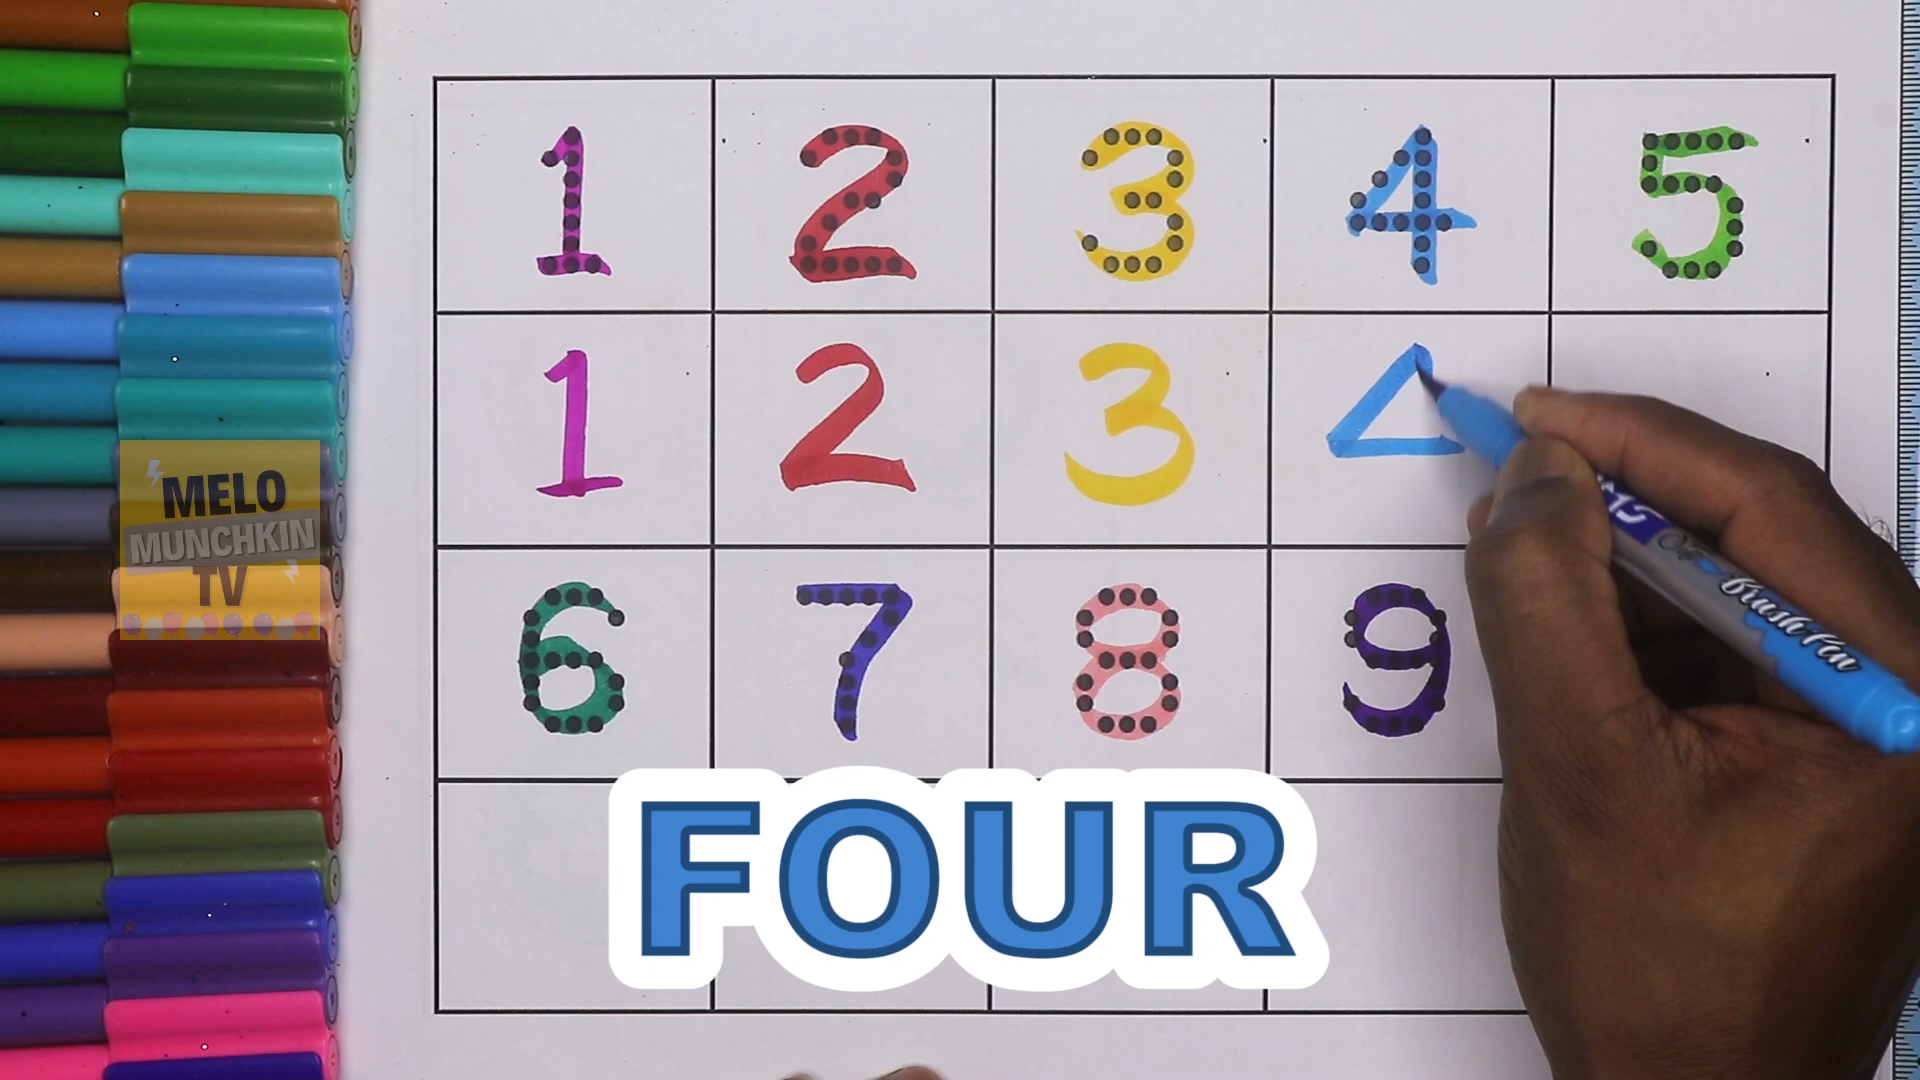 1 2 3 4 5
1 2 3
6 7 8 9
FOUR
MELO
MUNCHKIN
TV
Brush Pen